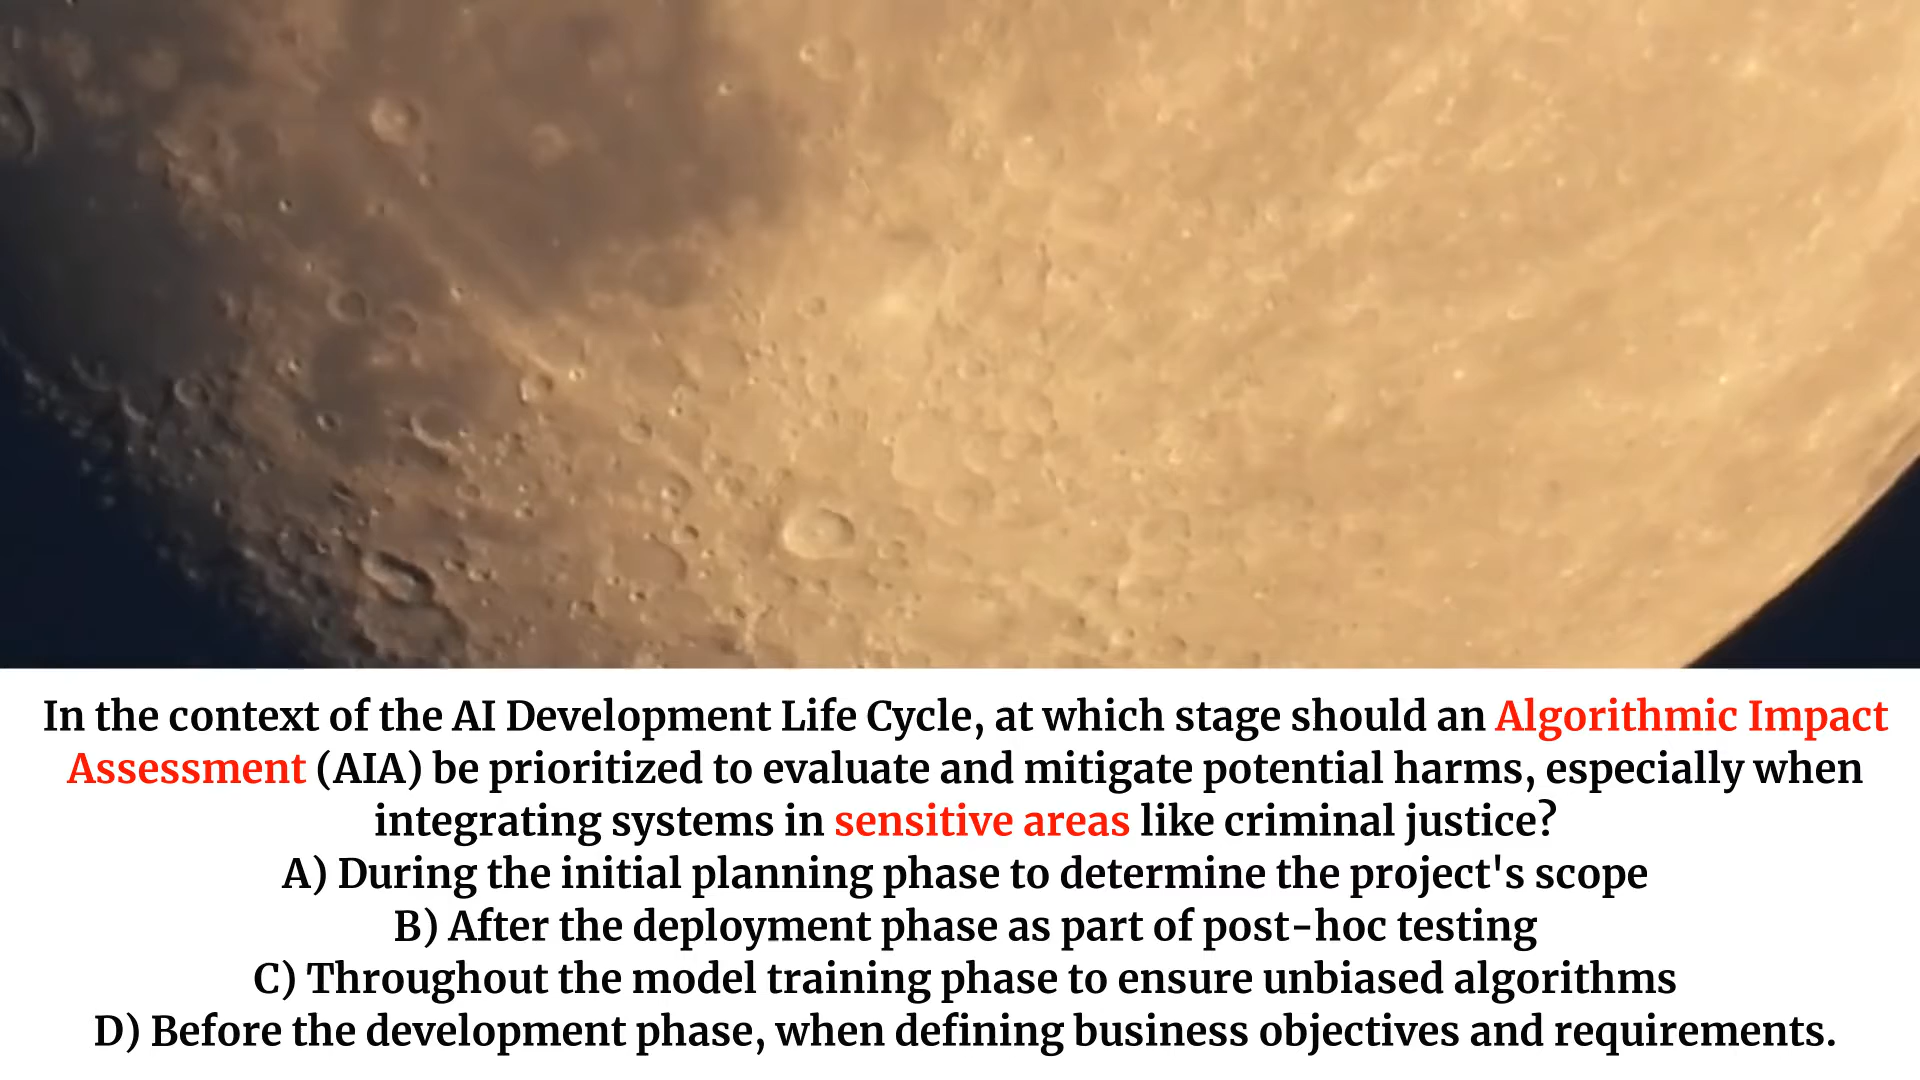 In the context of the AI Development Life Cycle, at which stage should an Algorithmic Impact
Assessment (AIA) be prioritized to evaluate and mitigate potential harms, especially when
integrating systems in sensitive areas like criminal justice?
A) During the initial planning phase to determine the project's scope
B) After the deployment phase as part of post-hoc testing
C) Throughout the model training phase to ensure unbiased algorithms
D) Before the development phase, when defining business objectives and requirements.